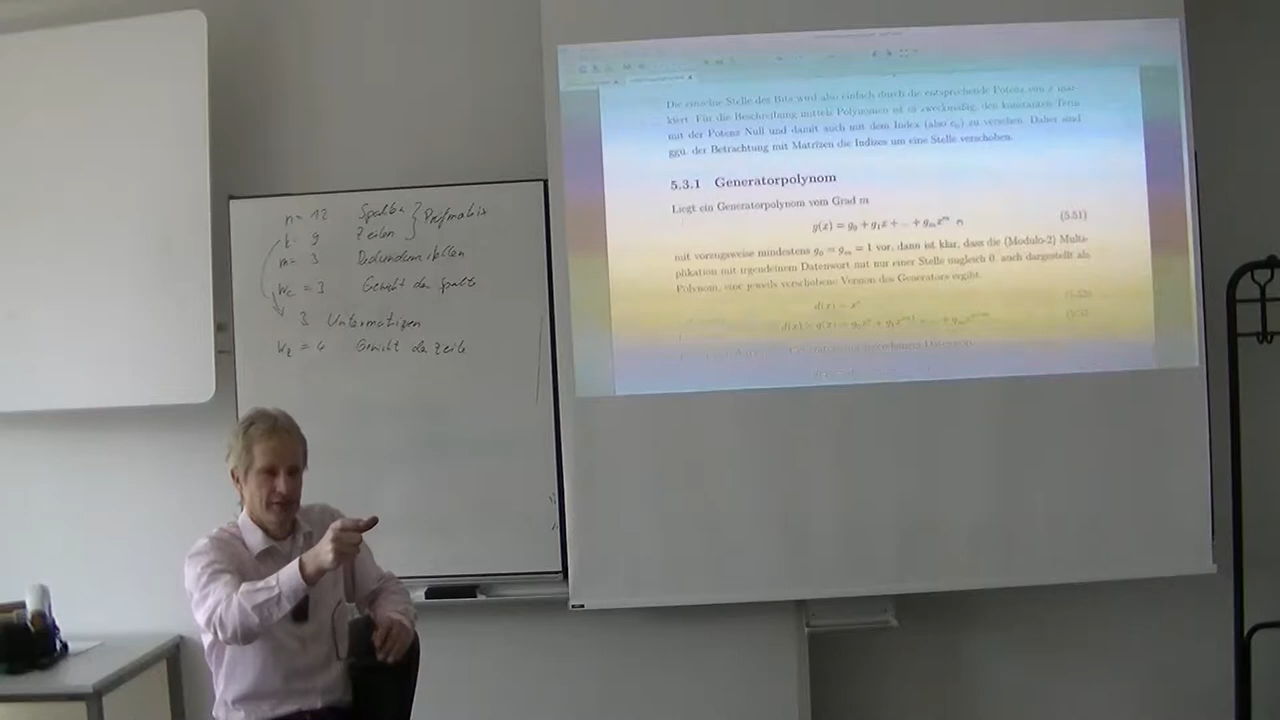 n = 12 Spalten } Prüfmatrix
k = 9 Zeilen
m = 3 Redundanzstellen
wc = 3 Gewicht der Spalte
3 Untermatrizen
= 4 Gewicht der Zeile
Die einzelne Stelle des Bits wird also einfach durch die entsprechende Potenz von x mar-
kiert. Für die Beschreibung mittels Polynomen ist es zweckmäßig, den konstanten Term
mit der Potenz Null und damit auch mit dem Index (also c₀) zu versehen. Daher sind
ggü. der Betrachtung mit Matrizen die Indizes um eine Stelle verschoben.
5.3.1 Generatorpolynom
Liegt ein Generatorpolynom vom Grad m
g(x) = g₀ + g₁x + ... + gₘxᵐ (5.51)
mit vorzugsweise mindestens g₀ = gₘ = 1 vor, dann ist klar, dass die (Modulo-2) Multi-
plikation mit irgendeinem Datenwort mit nur einer Stelle ungleich 0, auch dargestellt als
Polynom, eine jeweils verschobene Version des Generators ergibt.